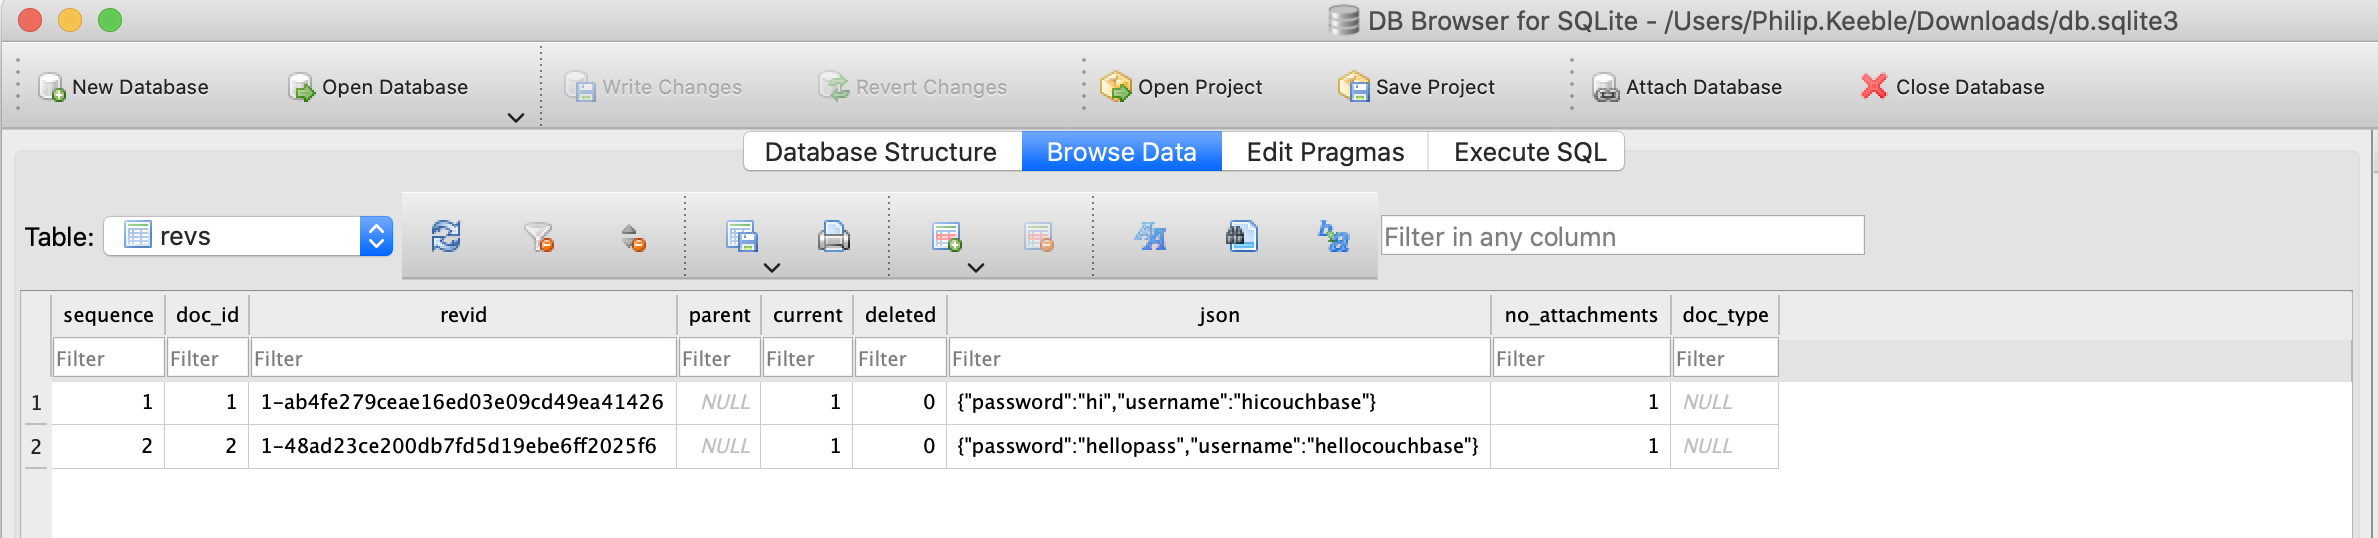 DB Browser for SQLite - /Users/Philip.Keeble/Downloads/db.sqlite3
New Database Open Database Write Changes Revert Changes Open Project Save Project Attach Database Close Database
Database Structure Browse Data Edit Pragmas Execute SQL
Table: revs Filter in any column
sequence doc_id revid parent current deleted json no_attachments doc_type
Filter Filter Filter Filter Filter Filter Filter Filter Filter
1 1 1 1-ab4fe279ceae16ed03e09cd49ea41426 NULL 1 0 {"password":"hi","username":"hicouchbase"} 1 NULL
2 2 2 1-48ad23ce200db7fd5d19ebe6ff2025f6 NULL 1 0 {"password":"hellopass","username":"hellocouchbase"} 1 NULL